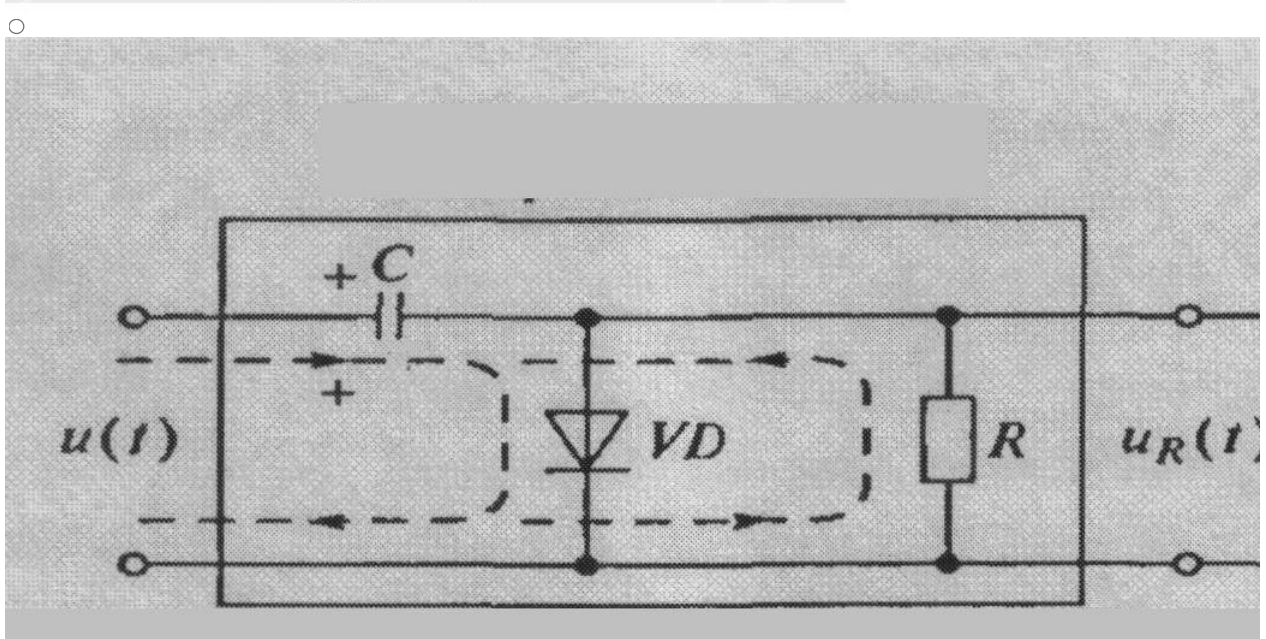 + C
+
u(t)
VD
R
u_R(t)